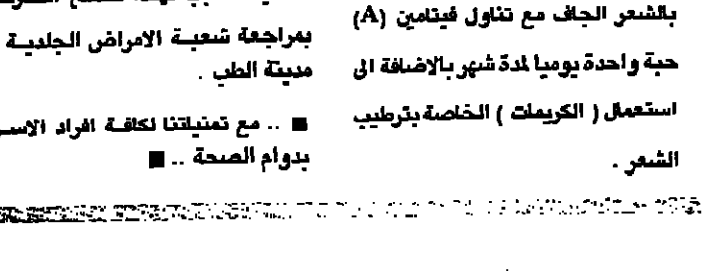 بالشعر الجاف مع تناول فيتامين (A)
حبة واحدة يوميا لمدة شهر بالاضافة الى
استعمال ( الكريمات ) الخاصة بترطيب
الشعر .
بمراجعة شعبة الامراض الجلدية
مدينة الطب .
■ .. مع تمنياتنا لكافة افراد الاسـ
بدوام الصحة .. ■